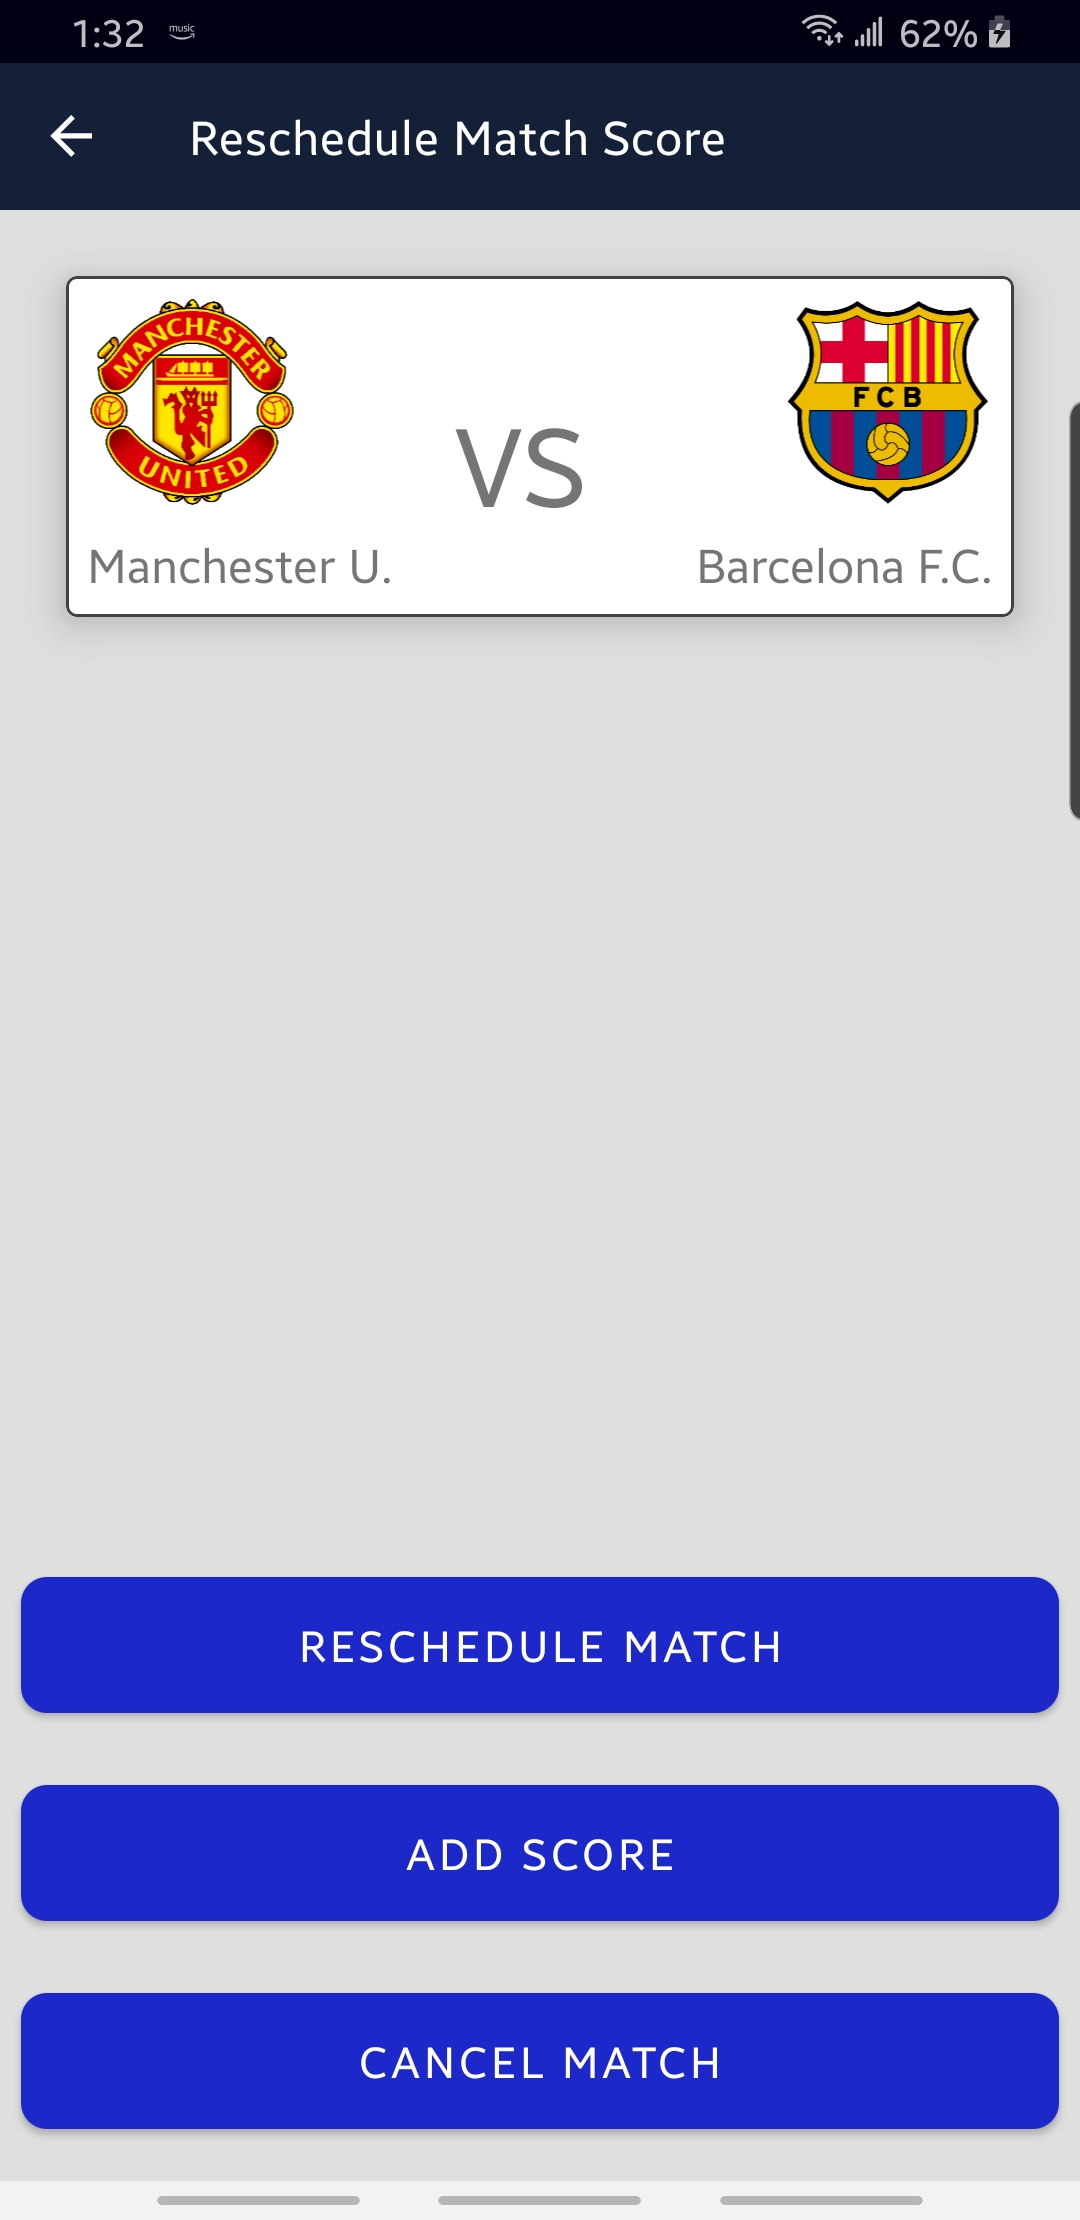 1:32 music 62%
Reschedule Match Score
MANCHESTER
UNITED
FCB
VS
Manchester U. Barcelona F.C.
RESCHEDULE MATCH
ADD SCORE
CANCEL MATCH